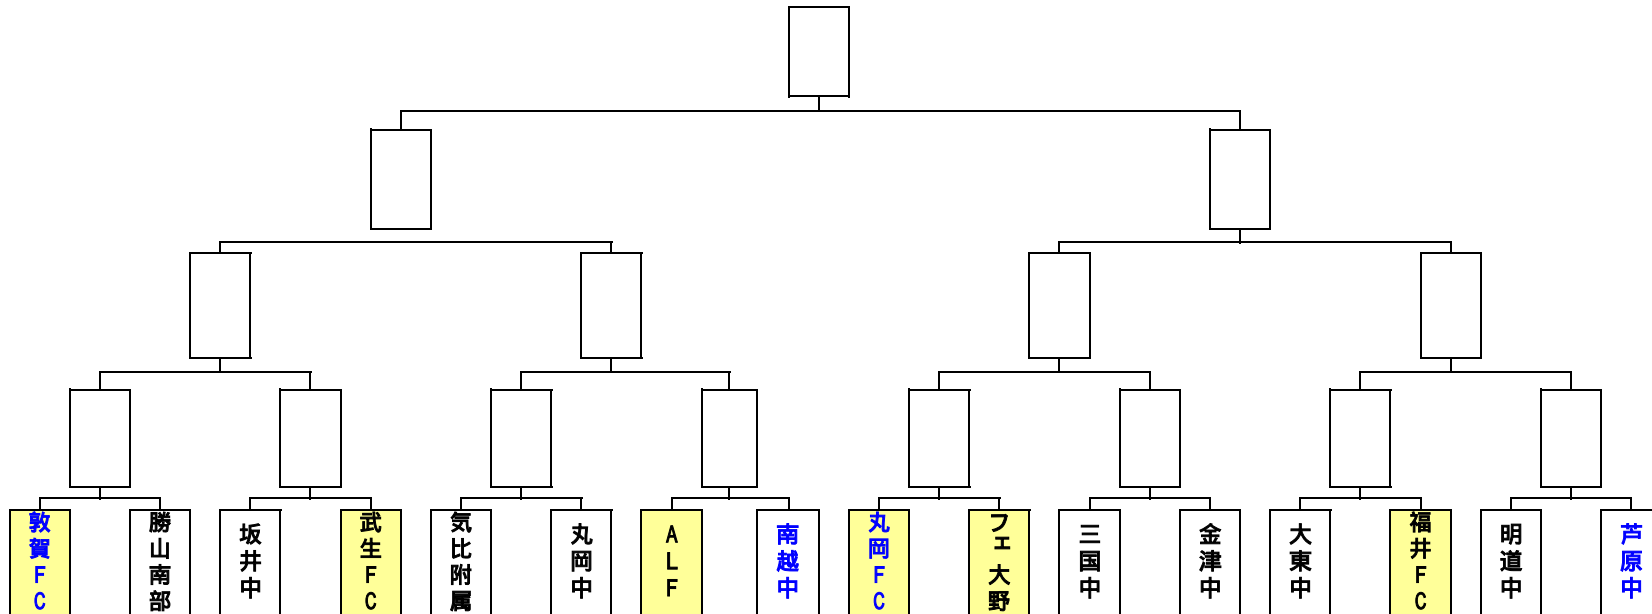 敦賀FC
勝山南部
坂井中
武生FC
気比附属
丸岡中
ALF
南越中
丸岡FC
フェ大野
三国中
金津中
大東中
福井FC
明道中
芦原中